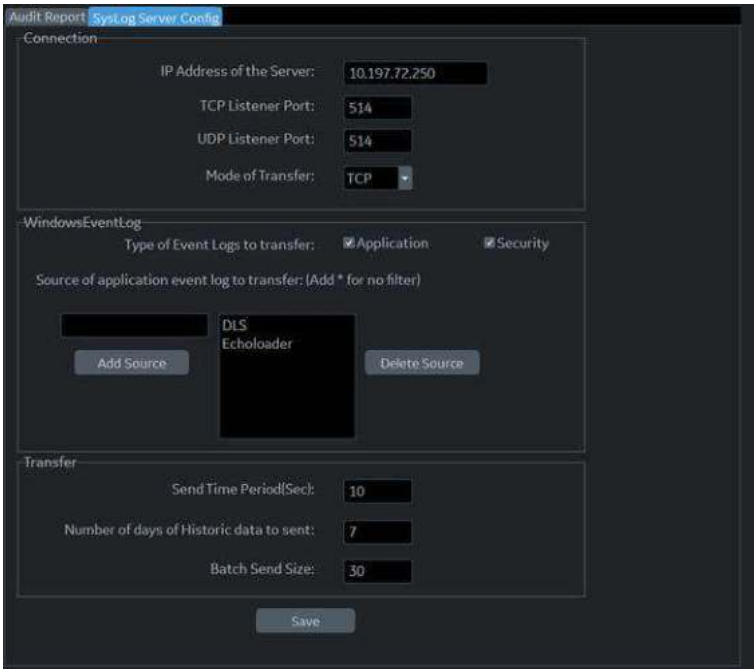 Audit Report SysLog Server Config
Connection
IP Address of the Server: 10.197.72.250
TCP Listener Port: 514
UDP Listener Port: 514
Mode of Transfer: TCP
WindowsEventLog
Type of Event Logs to transfer: Application Security
Source of application event log to transfer: (Add * for no filter)
DLS
Echoloader
Add Source Delete Source
Transfer
Send Time Period(Sec): 10
Number of days of Historic data to sent: 7
Batch Send Size: 30
Save